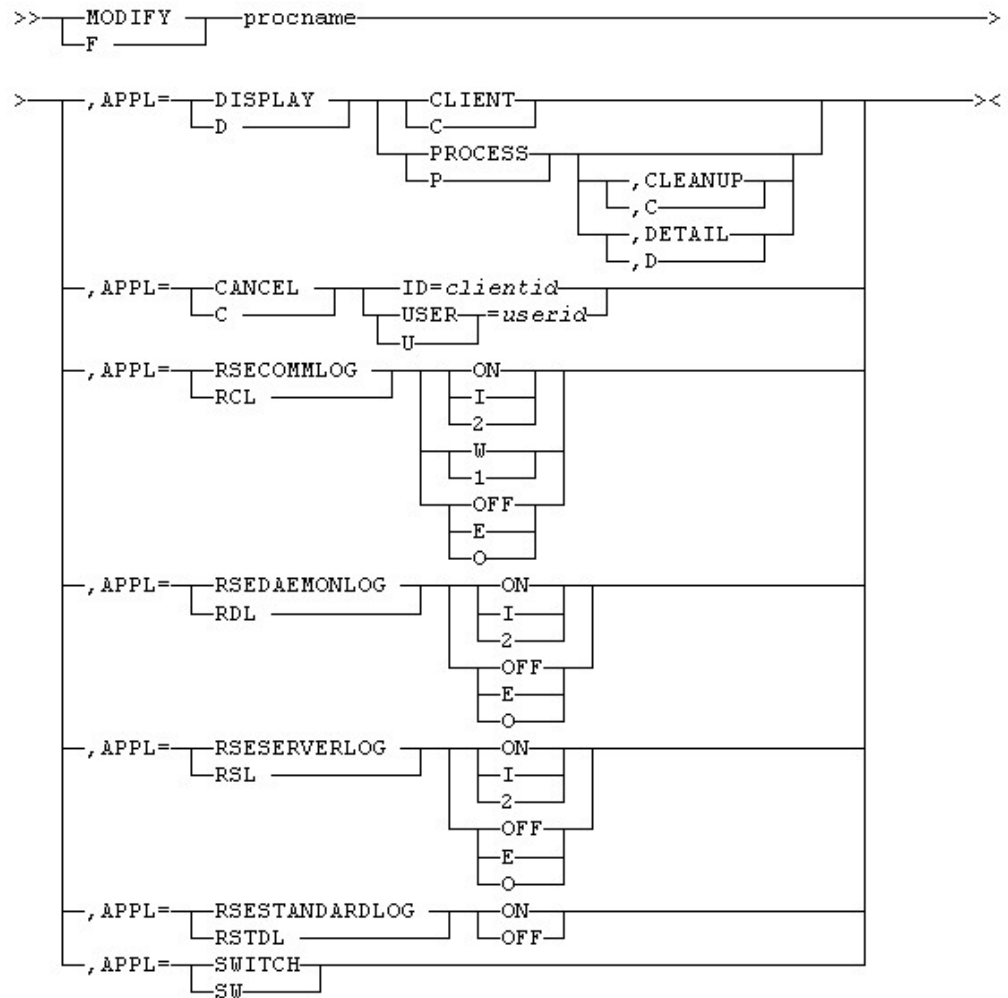 >> MODIFY procname >
F
> ,APPL= DISPLAY CLIENT ><
D C
PROCESS
P ,CLEANUP
,C
,DETAIL
,D
,APPL= CANCEL ID=clientid
C USER =userid
U
,APPL= RSECOMMLOG ON
RCL I
2
W
1
OFF
E
O
,APPL= RSEDAEMONLOG ON
RDL I
2
OFF
E
O
,APPL= RSESERVERLOG ON
RSL I
2
OFF
E
O
,APPL= RSESTANDARDLOG ON
RSTDL OFF
,APPL= SWITCH
SW